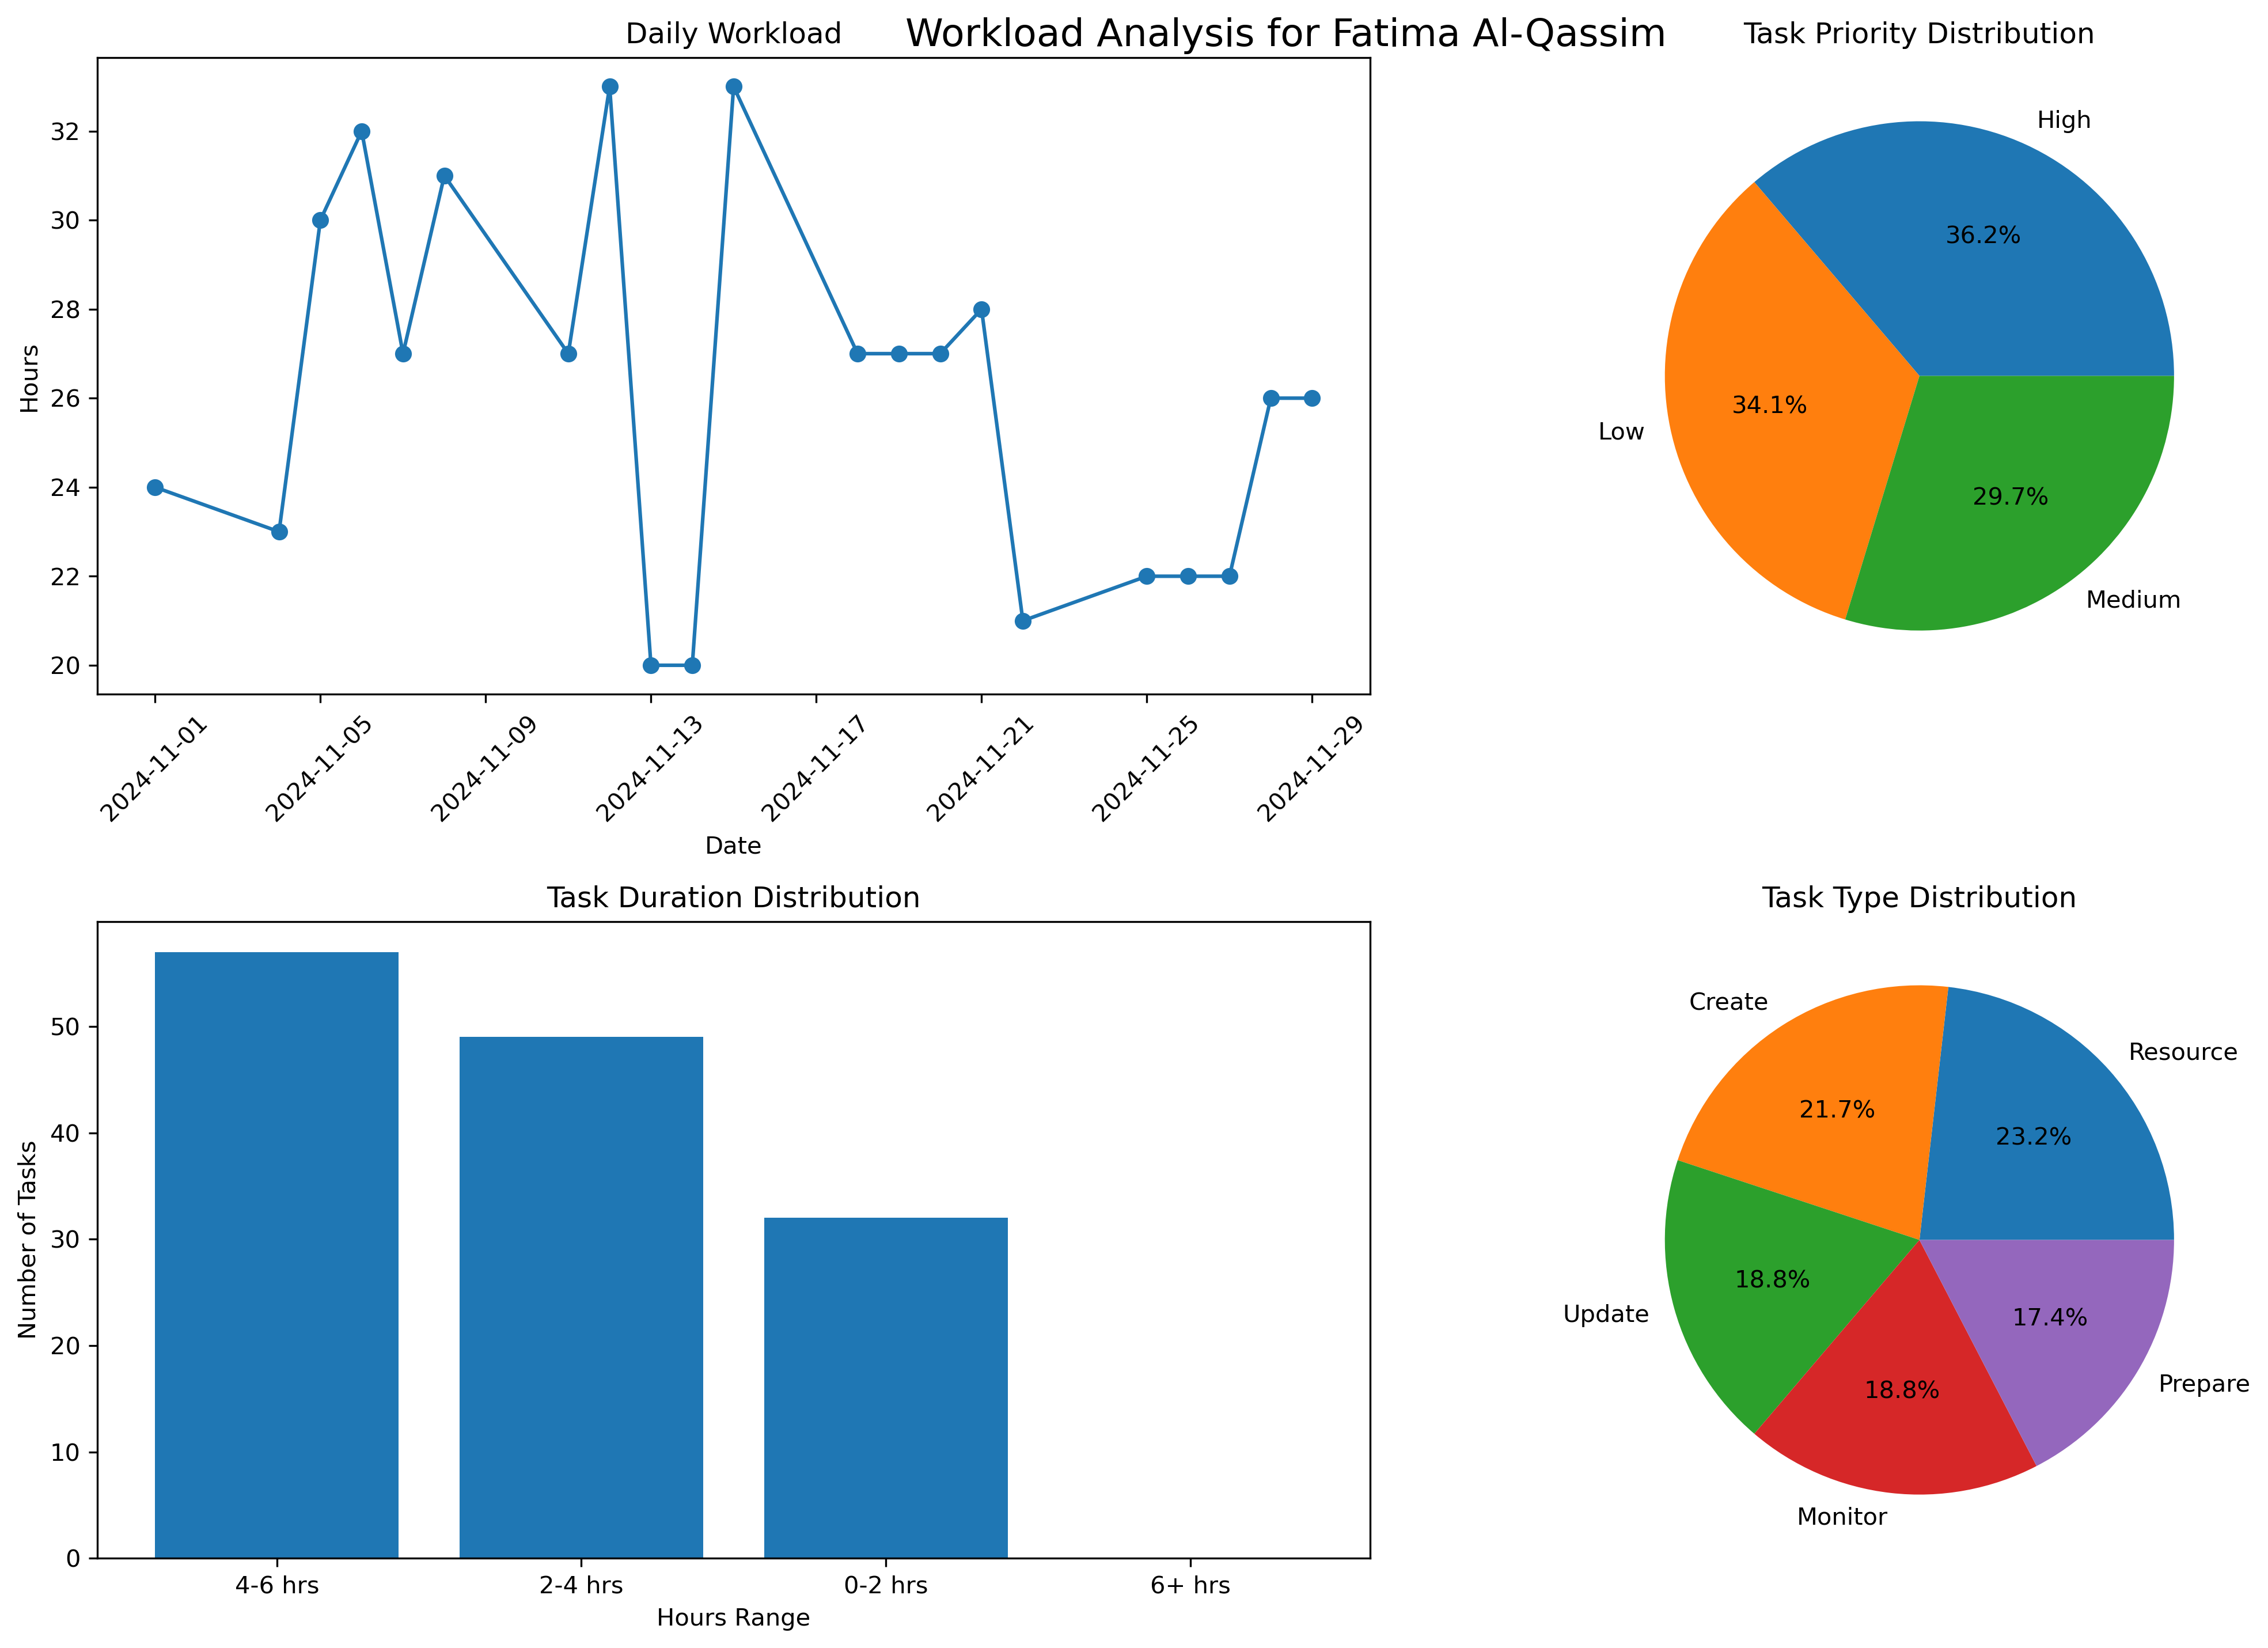 Workload Analysis for Fatima Al-Qassim
Daily Workload
Hours
32
30
28
26
24
22
20
2024-11-01
2024-11-05
2024-11-09
2024-11-13
2024-11-17
2024-11-21
2024-11-25
2024-11-29
Date
Task Priority Distribution
High
36.2%
Low
34.1%
29.7%
Medium
Task Duration Distribution
Number of Tasks
50
40
30
20
10
0
4-6 hrs
2-4 hrs
0-2 hrs
6+ hrs
Hours Range
Task Type Distribution
Create
Resource
21.7%
23.2%
Update
18.8%
17.4%
Prepare
18.8%
Monitor